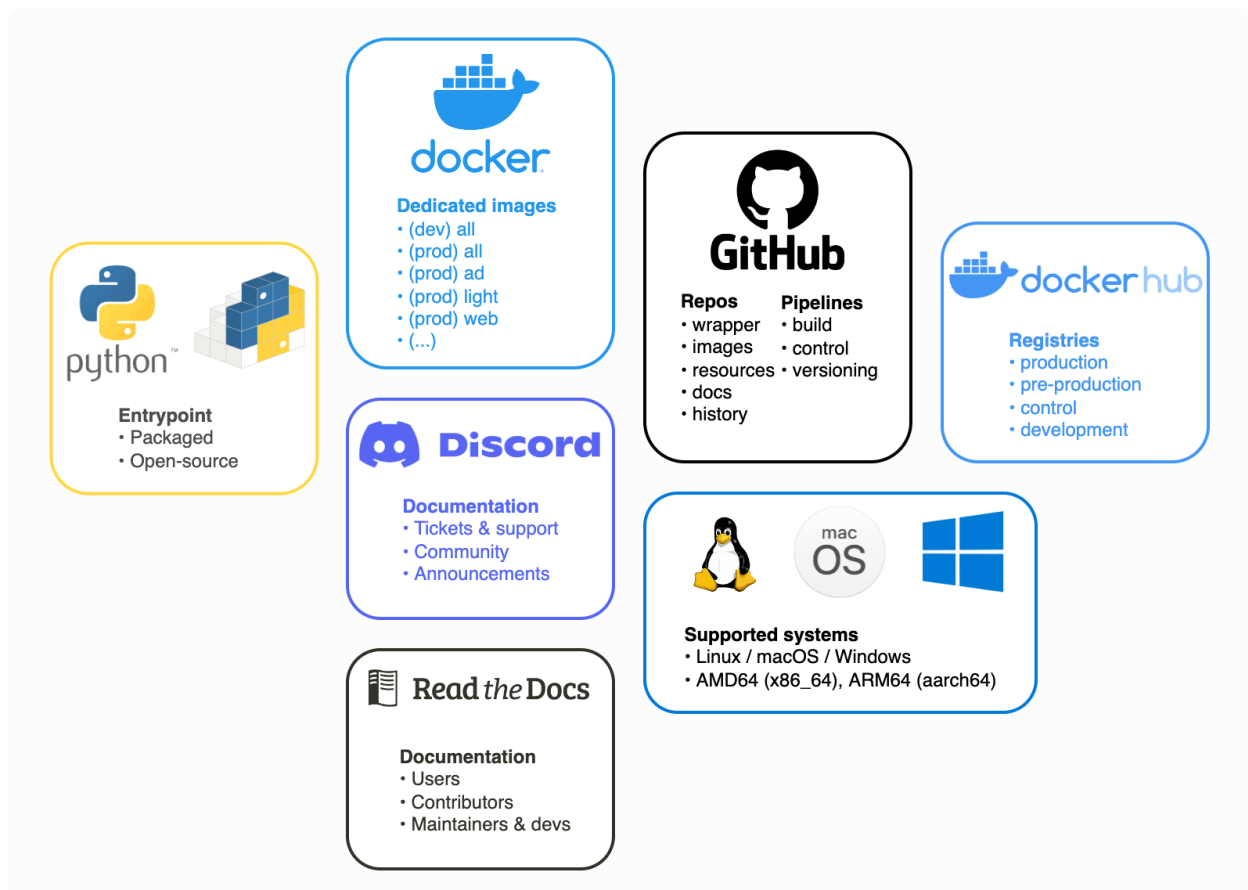 docker
Dedicated images
• (dev) all
• (prod) all
• (prod) ad
• (prod) light
• (prod) web
• (...)
GitHub
Repos
• wrapper
• images
• resources
• docs
• history
Pipelines
• build
• control
• versioning
docker hub
Registries
• production
• pre-production
• control
• development
python™
Entrypoint
• Packaged
• Open-source
Discord
Documentation
• Tickets & support
• Community
• Announcements
mac
OS
Supported systems
• Linux / macOS / Windows
• AMD64 (x86_64), ARM64 (aarch64)
Read the Docs
Documentation
• Users
• Contributors
• Maintainers & devs